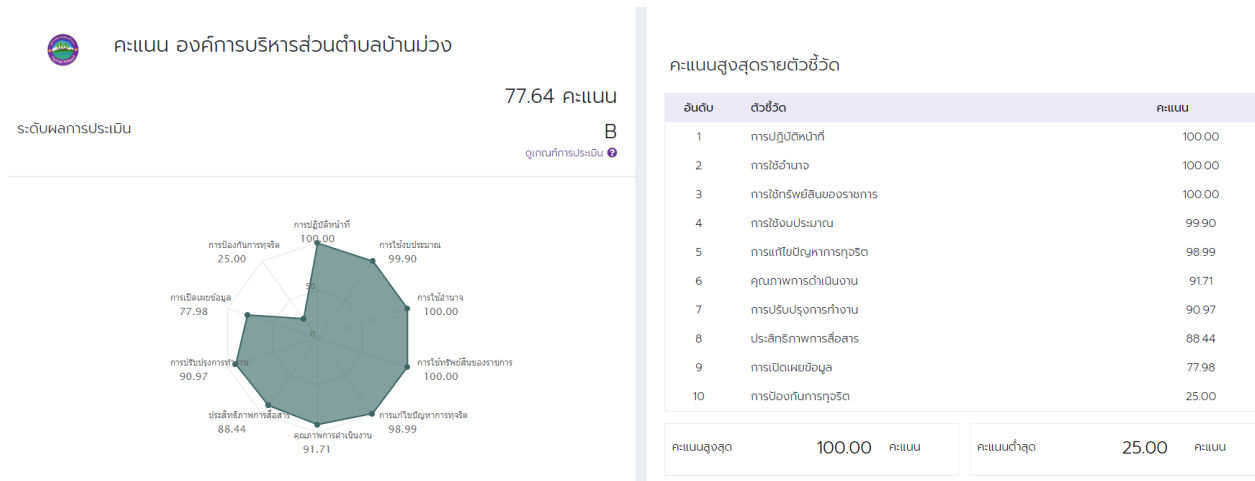 คะแนน องค์การบริหารส่วนตำบลบ้านม่วง
77.64 คะแนน
ระดับผลการประเมิน
B
ดูเกณฑ์การประเมิน
การปฏิบัติหน้าที่
100.00
การป้องกันการทุจริต
25.00
การใช้งบประมาณ
99.90
การเปิดเผยข้อมูล
77.98
50
การใช้อำนาจ
100.00
0
การปรับปรุงการทำงาน
90.97
การใช้ทรัพย์สินของราชการ
100.00
ประสิทธิภาพการสื่อสาร
88.44
การแก้ไขปัญหาการทุจริต
98.99
คุณภาพการดำเนินงาน
91.71
คะแนนสูงสุดรายตัวชี้วัด
อันดับ ตัวชี้วัด คะแนน
1 การปฏิบัติหน้าที่ 100.00
2 การใช้อำนาจ 100.00
3 การใช้ทรัพย์สินของราชการ 100.00
4 การใช้งบประมาณ 99.90
5 การแก้ไขปัญหาการทุจริต 98.99
6 คุณภาพการดำเนินงาน 91.71
7 การปรับปรุงการทำงาน 90.97
8 ประสิทธิภาพการสื่อสาร 88.44
9 การเปิดเผยข้อมูล 77.98
10 การป้องกันการทุจริต 25.00
คะแนนสูงสุด 100.00 คะแนน
คะแนนต่ำสุด 25.00 คะแนน